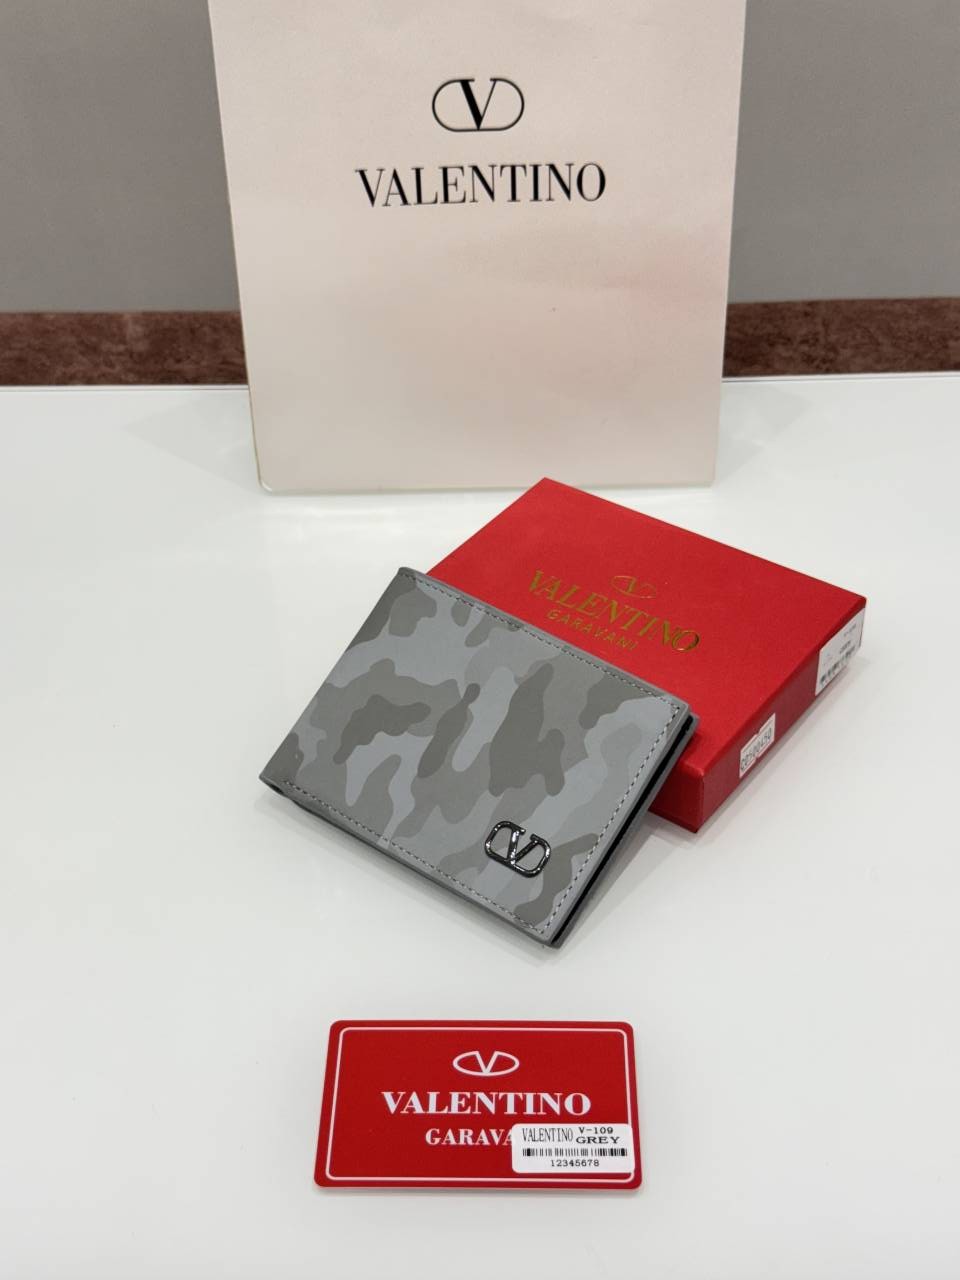 V
VALENTINO
V
VALENTINO
GARAVANI
V
V
VALENTINO
GARAVA
VALENTINO V-109
GREY
12345678